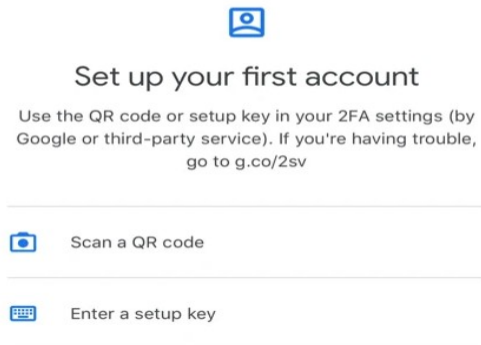 Set up your first account
Use the QR code or setup key in your 2FA settings (by
Google or third-party service). If you're having trouble,
go to g.co/2sv
Scan a QR code
Enter a setup key